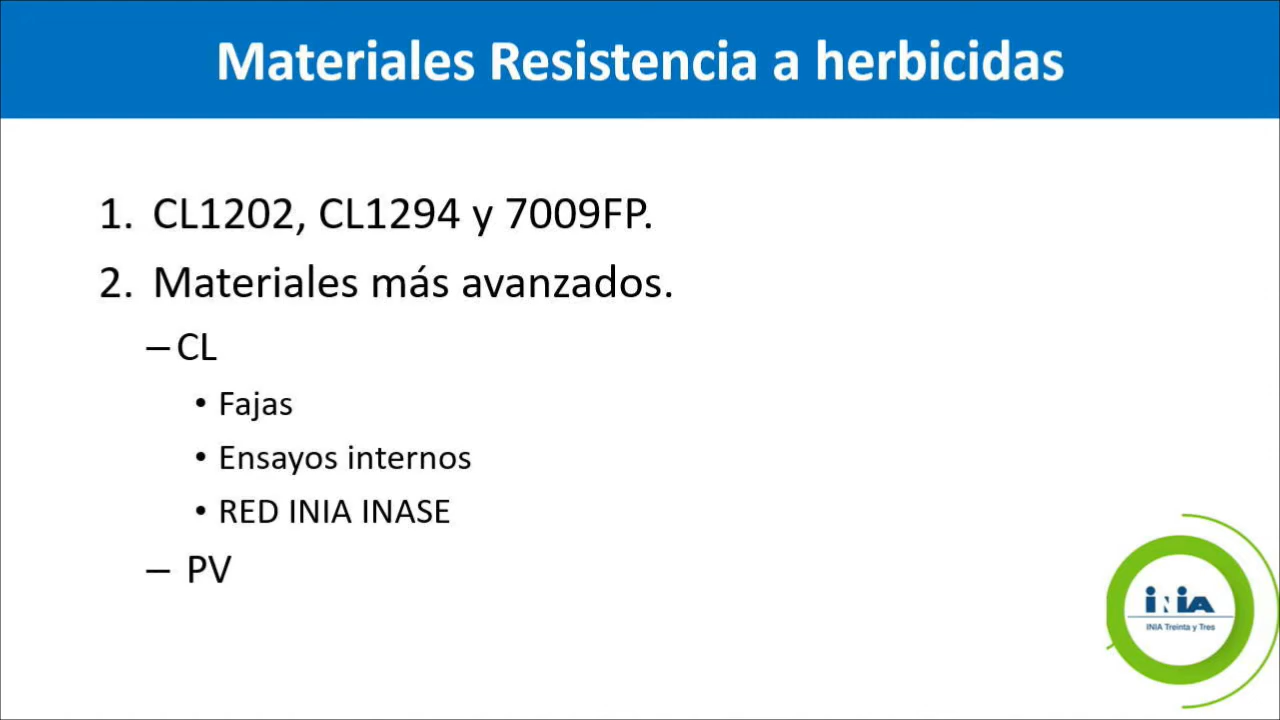 Materiales Resistencia a herbicidas
1. CL1202, CL1294 y 7009FP.
2. Materiales más avanzados.
– CL
• Fajas
• Ensayos internos
• RED INIA INASE
– PV
INIA
INIA Treinta y Tres